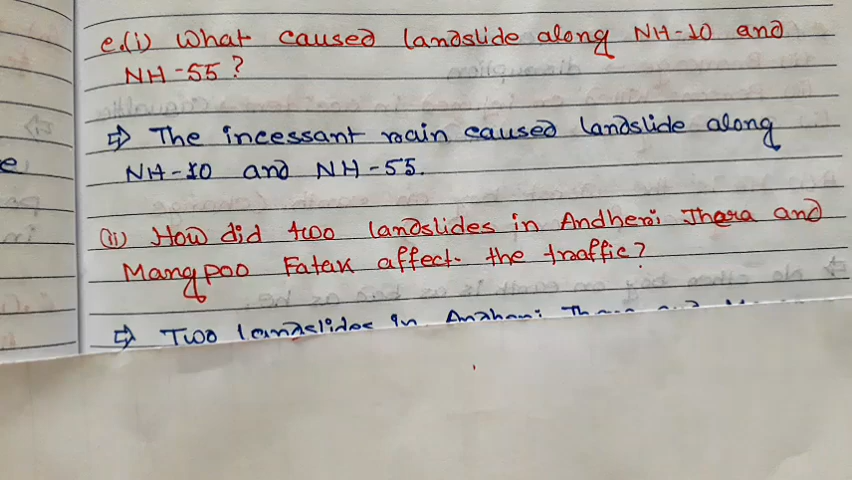 e.(i) What caused landslide along NH-10 and
NH-55?
⇒ The incessant rain caused landslide along
NH-10 and NH-55.
e
(ii) How did two landslides in Andheri Jhara and
Mangpoo Fatak affect the traffic?
⇒ Two landslides in